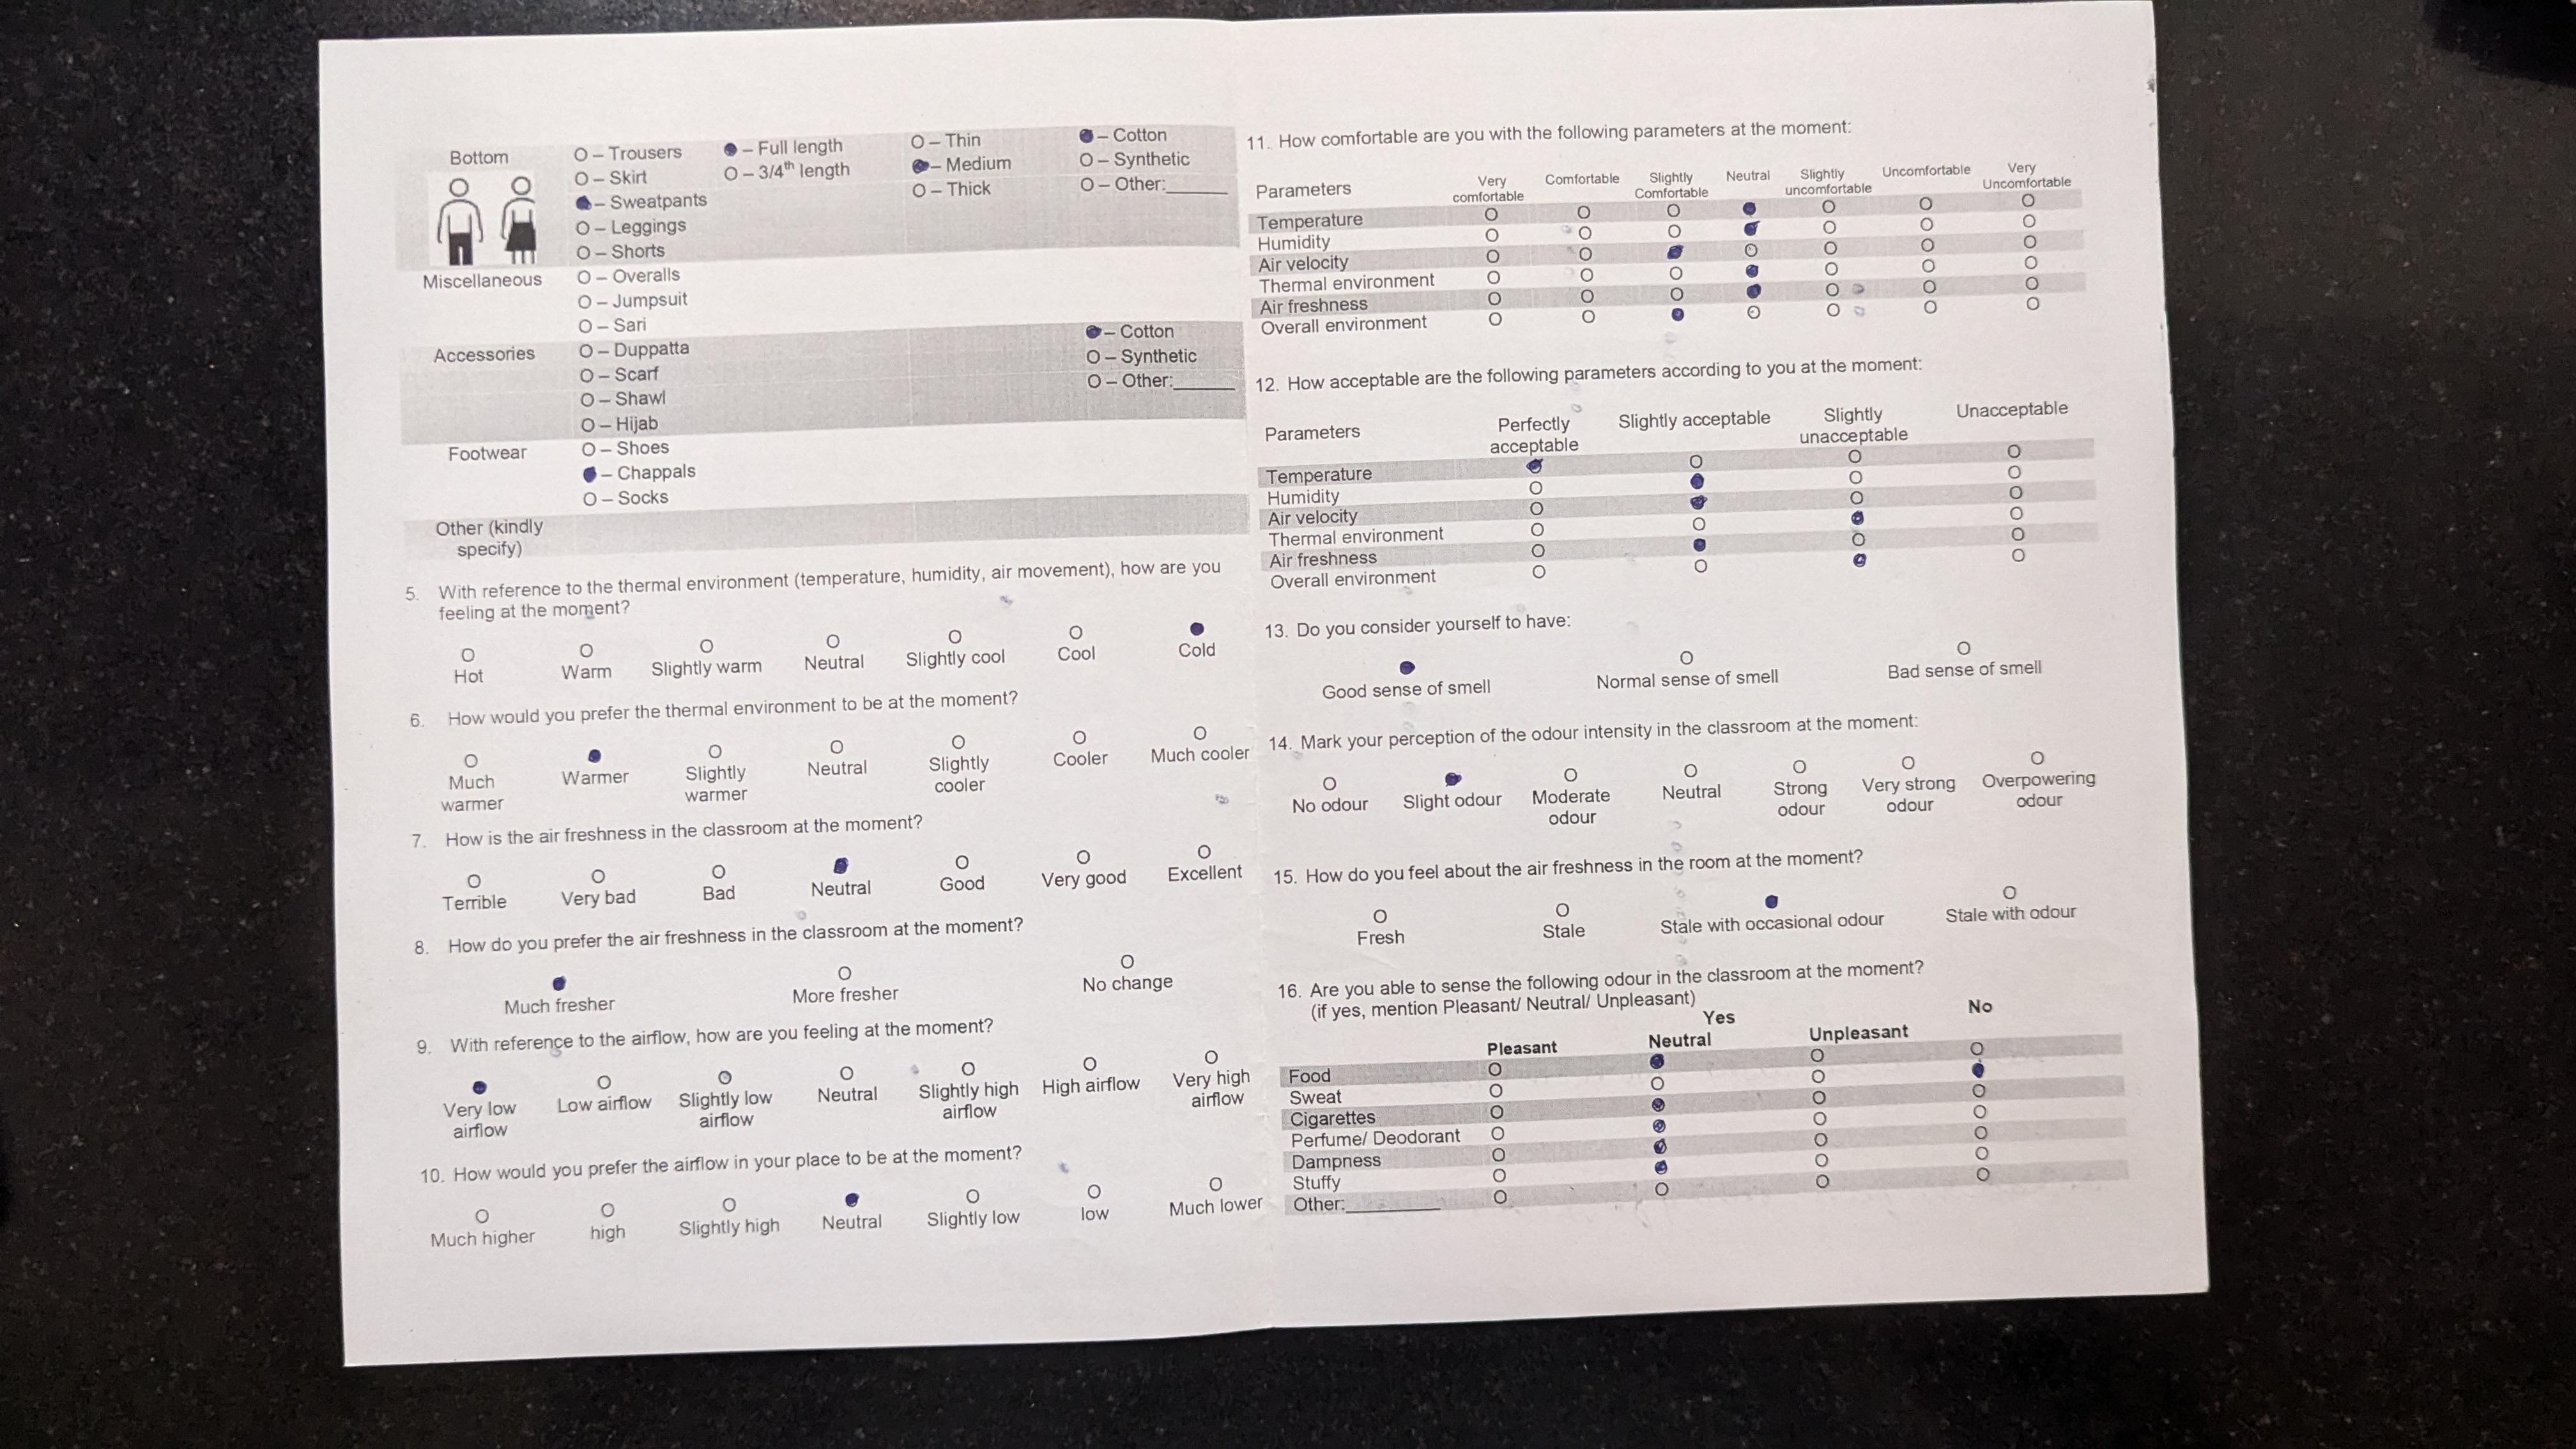 Bottom
O – Trousers
O – Skirt
● – Sweatpants
O – Leggings
O – Shorts
● – Full length
O – 3/4th length
O – Thin
● – Medium
O – Thick
● – Cotton
O – Synthetic
O – Other:______
Miscellaneous
O – Overalls
O – Jumpsuit
O – Sari
Accessories
O – Duppatta
O – Scarf
O – Shawl
O – Hijab
● – Cotton
O – Synthetic
O – Other:______
Footwear
O – Shoes
● – Chappals
O – Socks
Other (kindly
specify)
5. With reference to the thermal environment (temperature, humidity, air movement), how are you
feeling at the moment?
O O O O O O ●
Hot Warm Slightly warm Neutral Slightly cool Cool Cold
6. How would you prefer the thermal environment to be at the moment?
O ● O O O O O
Much warmer Warmer Slightly warmer Neutral Slightly cooler Cooler Much cooler
7. How is the air freshness in the classroom at the moment?
O O O ● O O O
Terrible Very bad Bad Neutral Good Very good Excellent
8. How do you prefer the air freshness in the classroom at the moment?
● O O
Much fresher More fresher No change
9. With reference to the airflow, how are you feeling at the moment?
● O O O O O O
Very low airflow Low airflow Slightly low airflow Neutral Slightly high airflow High airflow Very high airflow
10. How would you prefer the airflow in your place to be at the moment?
O O O ● O O O
Much higher high Slightly high Neutral Slightly low low Much lower
11. How comfortable are you with the following parameters at the moment:
Parameters Very comfortable Comfortable Slightly Comfortable Neutral Slightly uncomfortable Uncomfortable Very Uncomfortable
Temperature O O O ● O O O
Humidity O O O ● O O O
Air velocity O O ● O O O O
Thermal environment O O O ● O O O
Air freshness O O O ● O O O
Overall environment O O ● O O O O
12. How acceptable are the following parameters according to you at the moment:
Parameters Perfectly acceptable Slightly acceptable Slightly unacceptable Unacceptable
Temperature ● O O O
Humidity O ● O O
Air velocity O ● O O
Thermal environment O O ● O
Air freshness O ● O O
Overall environment O O ● O
13. Do you consider yourself to have:
● O O
Good sense of smell Normal sense of smell Bad sense of smell
14. Mark your perception of the odour intensity in the classroom at the moment:
O ● O O O O O
No odour Slight odour Moderate odour Neutral Strong odour Very strong odour Overpowering odour
15. How do you feel about the air freshness in the room at the moment?
O O ● O
Fresh Stale Stale with occasional odour Stale with odour
16. Are you able to sense the following odour in the classroom at the moment?
(if yes, mention Pleasant/ Neutral/ Unpleasant)
Yes No
Pleasant Neutral Unpleasant
Food O ● O O
Sweat O O O ●
Cigarettes O ● O O
Perfume/ Deodorant O ● O O
Dampness O ● O O
Stuffy O ● O O
Other:__________ O O O O